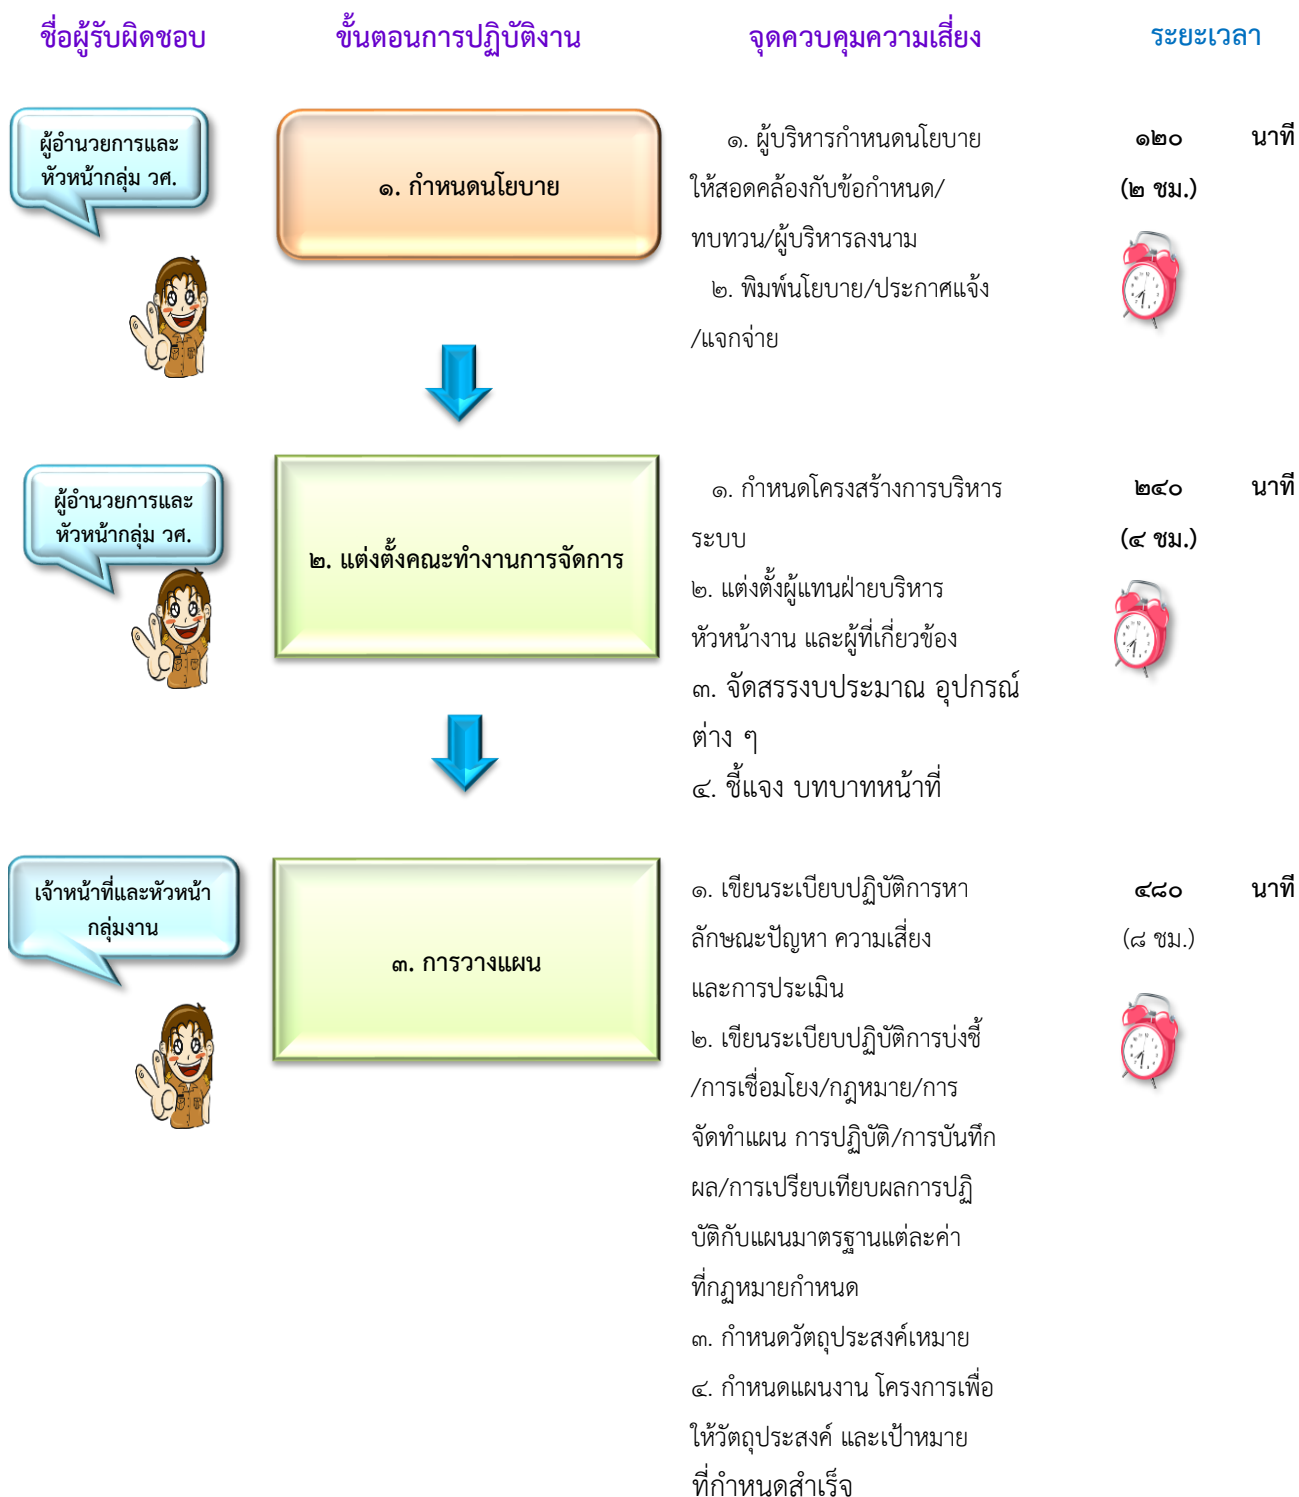 ชื่อผู้รับผิดชอบ ขั้นตอนการปฏิบัติงาน จุดควบคุมความเสี่ยง ระยะเวลา
ผู้อำนวยการและ
หัวหน้ากลุ่ม วศ.
๑. กำหนดนโยบาย
๑. ผู้บริหารกำหนดนโยบาย
ให้สอดคล้องกับข้อกำหนด/
ทบทวน/ผู้บริหารลงนาม
๒. พิมพ์นโยบาย/ประกาศแจ้ง
/แจกจ่าย
๑๒๐ นาที
(๒ ชม.)
ผู้อำนวยการและ
หัวหน้ากลุ่ม วศ.
๒. แต่งตั้งคณะทำงานการจัดการ
๑. กำหนดโครงสร้างการบริหาร
ระบบ
๒. แต่งตั้งผู้แทนฝ่ายบริหาร
หัวหน้างาน และผู้ที่เกี่ยวข้อง
๓. จัดสรรงบประมาณ อุปกรณ์
ต่าง ๆ
๔. ชี้แจง บทบาทหน้าที่
๒๔๐ นาที
(๔ ชม.)
เจ้าหน้าที่และหัวหน้า
กลุ่มงาน
๓. การวางแผน
๑. เขียนระเบียบปฏิบัติการหา
ลักษณะปัญหา ความเสี่ยง
และการประเมิน
๒. เขียนระเบียบปฏิบัติการบ่งชี้
/การเชื่อมโยง/กฎหมาย/การ
จัดทำแผน การปฏิบัติ/การบันทึก
ผล/การเปรียบเทียบผลการปฏิ
บัติกับแผนมาตรฐานแต่ละค่า
ที่กฏหมายกำหนด
๓. กำหนดวัตถุประสงค์เหมาย
๔. กำหนดแผนงาน โครงการเพื่อ
ให้วัตถุประสงค์ และเป้าหมาย
ที่กำหนดสำเร็จ
๔๘๐ นาที
(๘ ชม.)